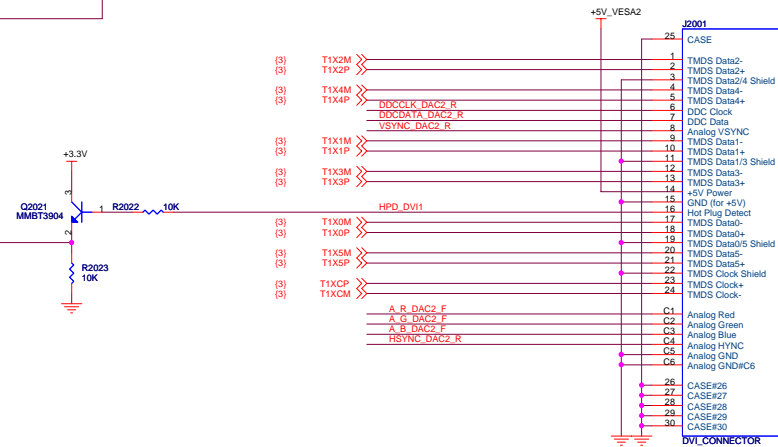 +5V_VESA2
J2001
25 CASE
{3} T1X2M 1 TMDS Data2-
{3} T1X2P 2 TMDS Data2+
3 TMDS Data2/4 Shield
{3} T1X4M 4 TMDS Data4-
{3} T1X4P 5 TMDS Data4+
DDCCLK_DAC2_R 6 DDC Clock
DDCDATA_DAC2_R 7 DDC Data
VSYNC_DAC2_R 8 Analog VSYNC
{3} T1X1M 9 TMDS Data1-
{3} T1X1P 10 TMDS Data1+
11 TMDS Data1/3 Shield
{3} T1X3M 12 TMDS Data3-
{3} T1X3P 13 TMDS Data3+
14 +5V Power
15 GND (for +5V)
HPD_DVI1 16 Hot Plug Detect
{3} T1X0M 17 TMDS Data0-
{3} T1X0P 18 TMDS Data0+
19 TMDS Data0/5 Shield
{3} T1X5M 20 TMDS Data5-
{3} T1X5P 21 TMDS Data5+
22 TMDS Clock Shield
{3} T1XCP 23 TMDS Clock+
{3} T1XCM 24 TMDS Clock-
A_R_DAC2_F C1 Analog Red
A_G_DAC2_F C2 Analog Green
A_B_DAC2_F C3 Analog Blue
HSYNC_DAC2_R C4 Analog HYNC
C5 Analog GND
C6 Analog GND#C6
26 CASE#26
27 CASE#27
28 CASE#28
29 CASE#29
30 CASE#30
DVI_CONNECTOR
+3.3V
3
Q2021
MMBT3904
1
R2022 10K
2
R2023
10K